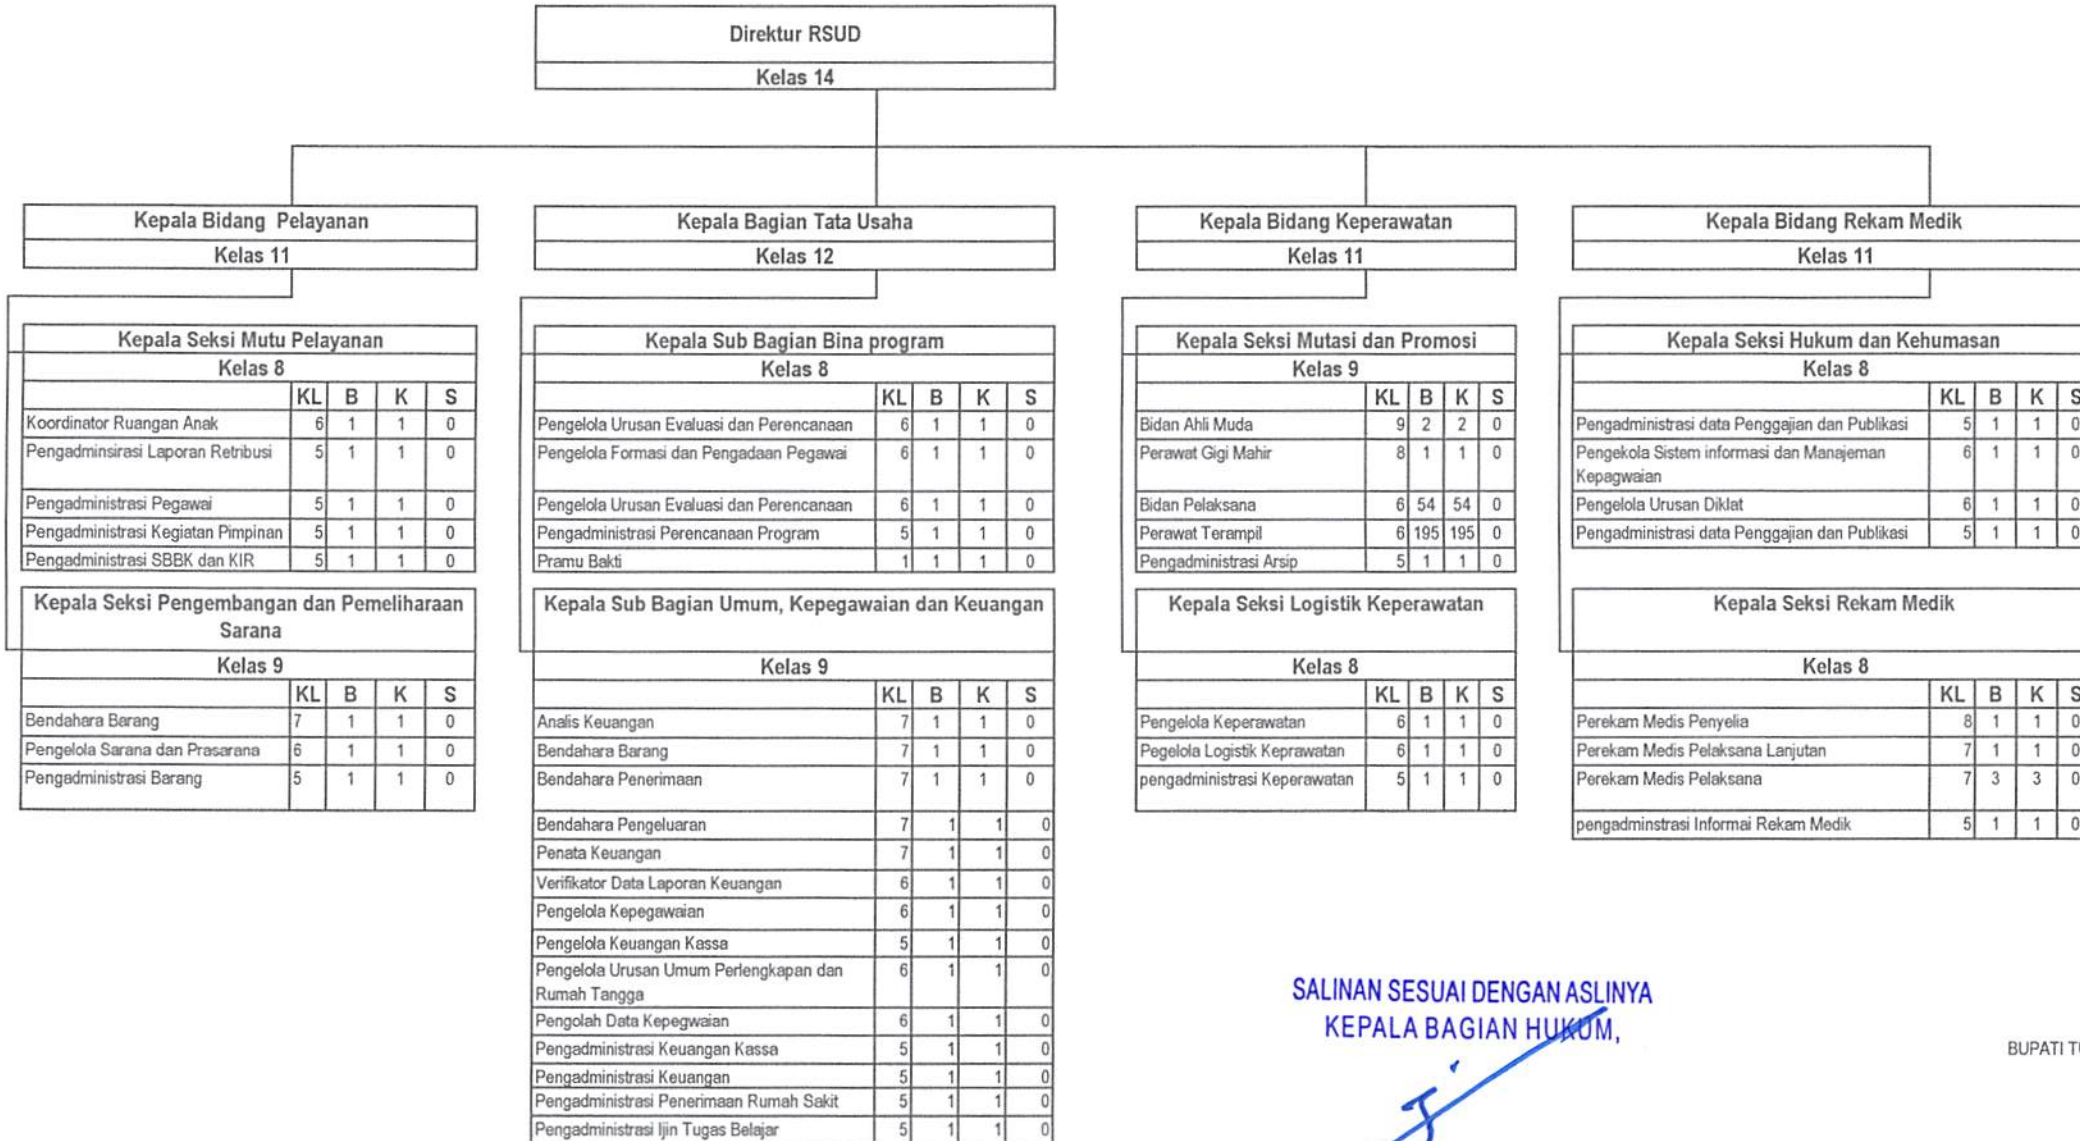 Direktur RSUD
Kelas 14
Kepala Bidang Pelayanan
Kelas 11
Kepala Seksi Mutu Pelayanan
Kelas 8
KL B K S
Koordinator Ruangan Anak 6 1 1 0
Pengadminsirasi Laporan Retribusi 5 1 1 0
Pengadministrasi Pegawai 5 1 1 0
Pengadministrasi Kegiatan Pimpinan 5 1 1 0
Pengadministrasi SBBK dan KIR 5 1 1 0
Kepala Seksi Pengembangan dan Pemeliharaan
Sarana
Kelas 9
KL B K S
Bendahara Barang 7 1 1 0
Pengelola Sarana dan Prasarana 6 1 1 0
Pengadministrasi Barang 5 1 1 0
Kepala Bagian Tata Usaha
Kelas 12
Kepala Sub Bagian Bina program
Kelas 8
KL B K S
Pengelola Urusan Evaluasi dan Perencanaan 6 1 1 0
Pengelola Formasi dan Pengadaan Pegawai 6 1 1 0
Pengelola Urusan Evaluasi dan Perencanaan 6 1 1 0
Pengadministrasi Perencanaan Program 5 1 1 0
Pramu Bakti 1 1 1 0
Kepala Sub Bagian Umum, Kepegawaian dan Keuangan
Kelas 9
KL B K S
Analis Keuangan 7 1 1 0
Bendahara Barang 7 1 1 0
Bendahara Penerimaan 7 1 1 0
Bendahara Pengeluaran 7 1 1 0
Penata Keuangan 7 1 1 0
Verifikator Data Laporan Keuangan 6 1 1 0
Pengelola Kepegawaian 6 1 1 0
Pengelola Keuangan Kassa 5 1 1 0
Pengelola Urusan Umum Perlengkapan dan 6 1 1 0
Rumah Tangga
Pengolah Data Kepegwaian 6 1 1 0
Pengadministrasi Keuangan Kassa 5 1 1 0
Pengadministrasi Keuangan 5 1 1 0
Pengadministrasi Penerimaan Rumah Sakit 5 1 1 0
Pengadministrasi Ijin Tugas Belajar 5 1 1 0
Kepala Bidang Keperawatan
Kelas 11
Kepala Seksi Mutasi dan Promosi
Kelas 9
KL B K S
Bidan Ahli Muda 9 2 2 0
Perawat Gigi Mahir 8 1 1 0
Bidan Pelaksana 6 54 54 0
Perawat Terampil 6 195 195 0
Pengadministrasi Arsip 5 1 1 0
Kepala Seksi Logistik Keperawatan
Kelas 8
KL B K S
Pengelola Keperawatan 6 1 1 0
Pegelola Logistik Keprawatan 6 1 1 0
pengadministrasi Keperawatan 5 1 1 0
Kepala Bidang Rekam Medik
Kelas 11
Kepala Seksi Hukum dan Kehumasan
Kelas 8
KL B K S
Pengadministrasi data Penggajian dan Publikasi 5 1 1 0
Pengekola Sistem informasi dan Manajeman 6 1 1 0
Kepagwaian
Pengelola Urusan Diklat 6 1 1 0
Pengadministrasi data Penggajian dan Publikasi 5 1 1 0
Kepala Seksi Rekam Medik
Kelas 8
KL B K S
Perekam Medis Penyelia 8 1 1 0
Perekam Medis Pelaksana Lanjutan 7 1 1 0
Perekam Medis Pelaksana 7 3 3 0
pengadminstrasi Informai Rekam Medik 5 1 1 0
SALINAN SESUAI DENGAN ASLINYA
KEPALA BAGIAN HUKUM,
BUPATI